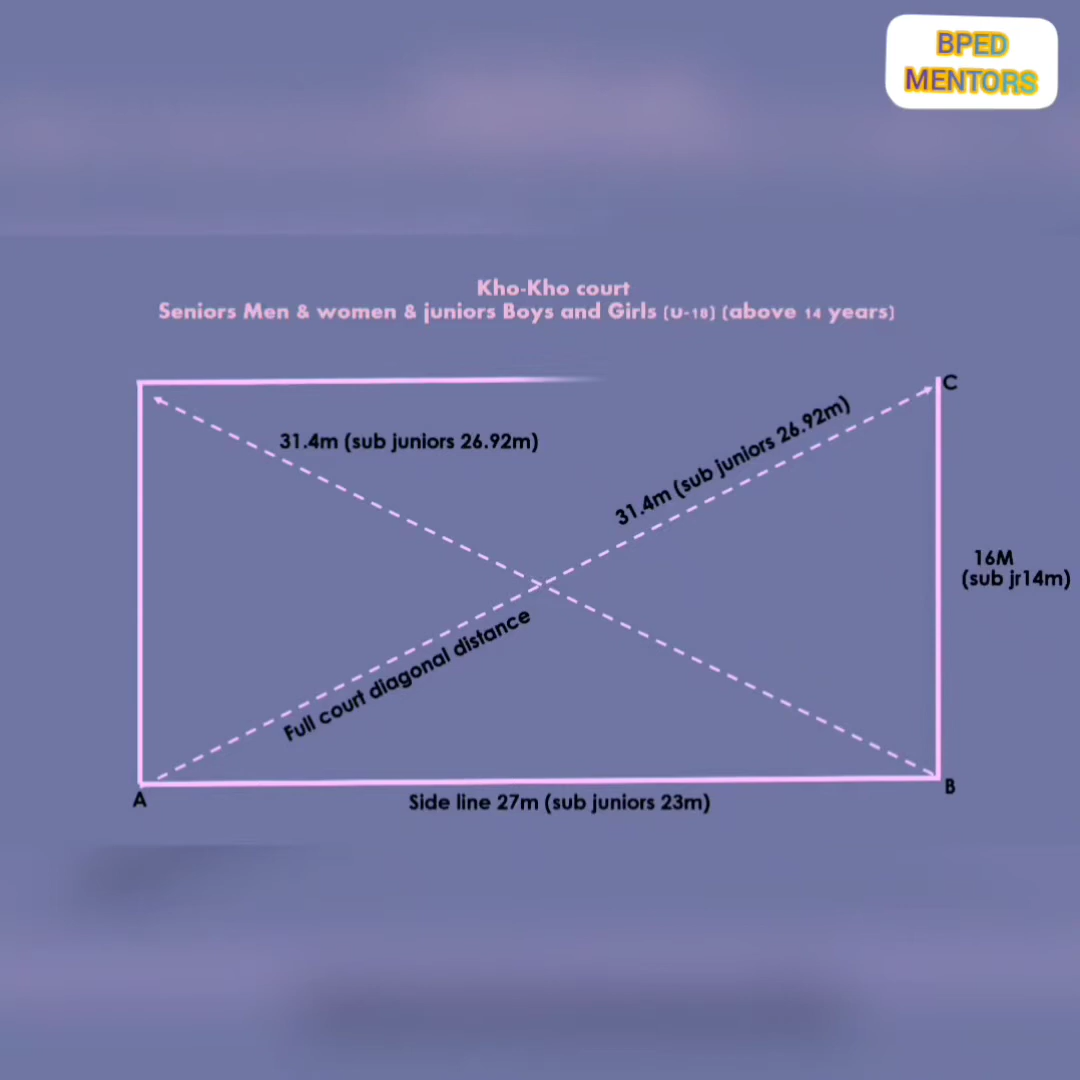 BPED
MENTORS
Kho-Kho court
Seniors Men & women & juniors Boys and Girls (u-18) (above 14 years)
C
31.4m (sub juniors 26.92m)
31.4m (sub juniors 26.92m)
16M
(sub jr14m)
Full court diagonal distance
A
B
Side line 27m (sub juniors 23m)